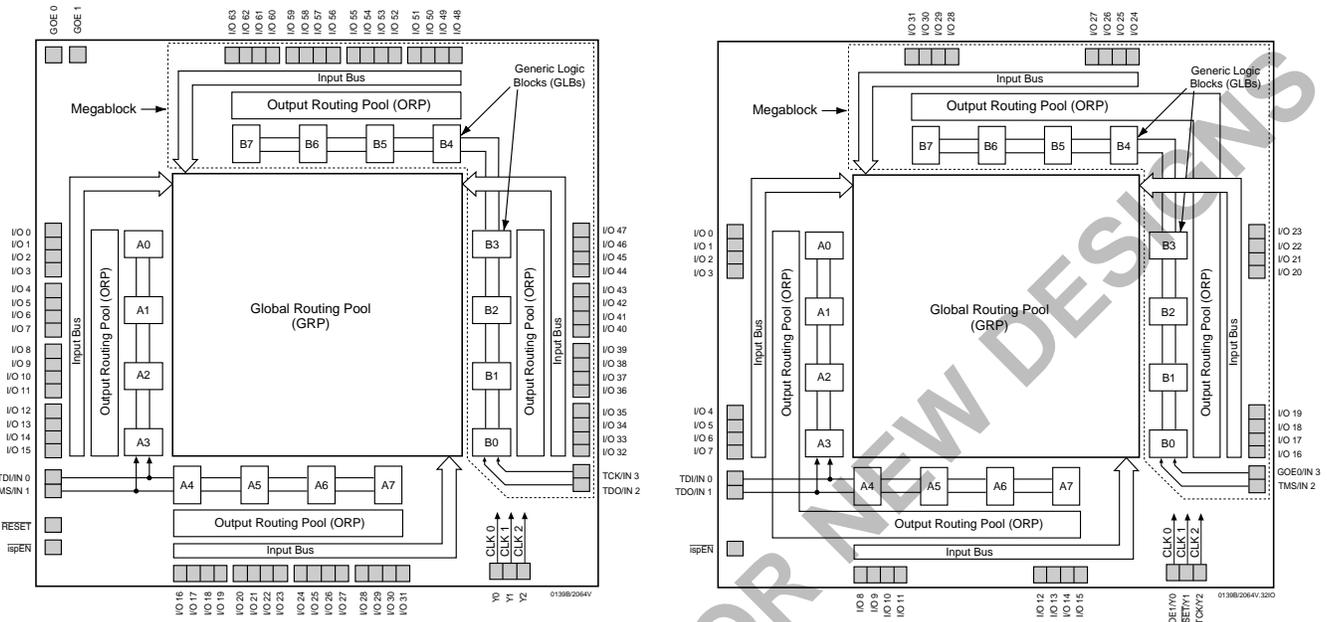 GOE 0
GOE 1
I/O 63
I/O 62
I/O 61
I/O 60
I/O 59
I/O 58
I/O 57
I/O 56
I/O 55
I/O 54
I/O 53
I/O 52
I/O 51
I/O 50
I/O 49
I/O 48
Input Bus
Output Routing Pool (ORP)
Generic Logic
Blocks (GLBs)
Megablock
B7
B6
B5
B4
I/O 0
I/O 1
I/O 2
I/O 3
I/O 4
I/O 5
I/O 6
I/O 7
I/O 8
I/O 9
I/O 10
I/O 11
I/O 12
I/O 13
I/O 14
I/O 15
Input Bus
Output Routing Pool (ORP)
A0
A1
A2
A3
Global Routing Pool
(GRP)
B3
B2
B1
B0
Output Routing Pool (ORP)
Input Bus
I/O 47
I/O 46
I/O 45
I/O 44
I/O 43
I/O 42
I/O 41
I/O 40
I/O 39
I/O 38
I/O 37
I/O 36
I/O 35
I/O 34
I/O 33
I/O 32
TDI/IN 0
MS/IN 1
TCK/IN 3
TDO/IN 2
A4
A5
A6
A7
Output Routing Pool (ORP)
Input Bus
RESET
ispEN
CLK 0
CLK 1
CLK 2
I/O 16
I/O 17
I/O 18
I/O 19
I/O 20
I/O 21
I/O 22
I/O 23
I/O 24
I/O 25
I/O 26
I/O 27
I/O 28
I/O 29
I/O 30
I/O 31
Y0
Y1
Y2
0139B/2064V
I/O 31
I/O 30
I/O 29
I/O 28
I/O 27
I/O 26
I/O 25
I/O 24
Input Bus
Output Routing Pool (ORP)
Generic Logic
Blocks (GLBs)
Megablock
B7
B6
B5
B4
I/O 0
I/O 1
I/O 2
I/O 3
I/O 4
I/O 5
I/O 6
I/O 7
Input Bus
Output Routing Pool (ORP)
A0
A1
A2
A3
Global Routing Pool
(GRP)
B3
B2
B1
B0
Output Routing Pool (ORP)
Input Bus
I/O 23
I/O 22
I/O 21
I/O 20
I/O 19
I/O 18
I/O 17
I/O 16
TDI/IN 0
TDO/IN 1
GOE0/IN 3
TMS/IN 2
A4
A5
A6
A7
Output Routing Pool (ORP)
Input Bus
ispEN
CLK 0
CLK 1
CLK 2
I/O 8
I/O 9
I/O 10
I/O 11
I/O 12
I/O 13
I/O 14
I/O 15
OE1/Y0
SET/Y1
TCK/Y2
0139B/2064V.32IO
OR NEW DESIGNS